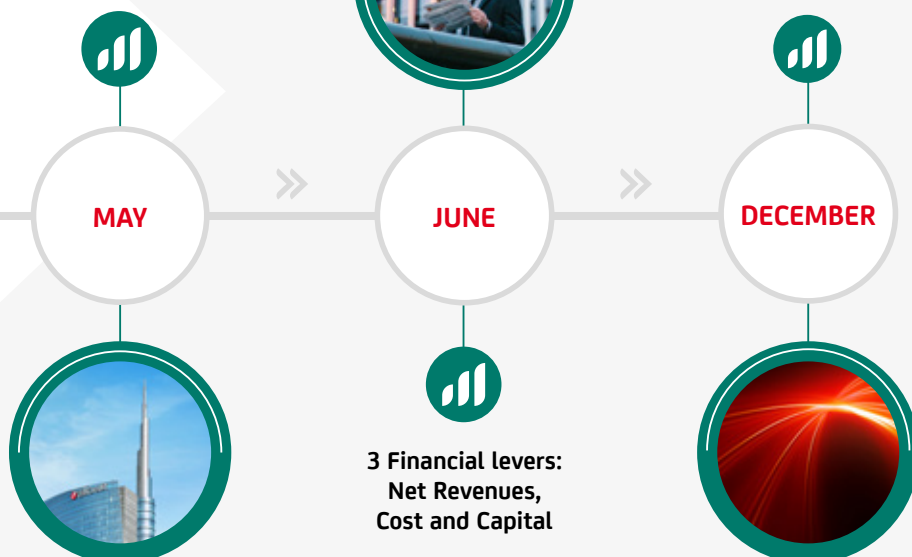 MAY
JUNE
DECEMBER
3 Financial levers:
Net Revenues,
Cost and Capital